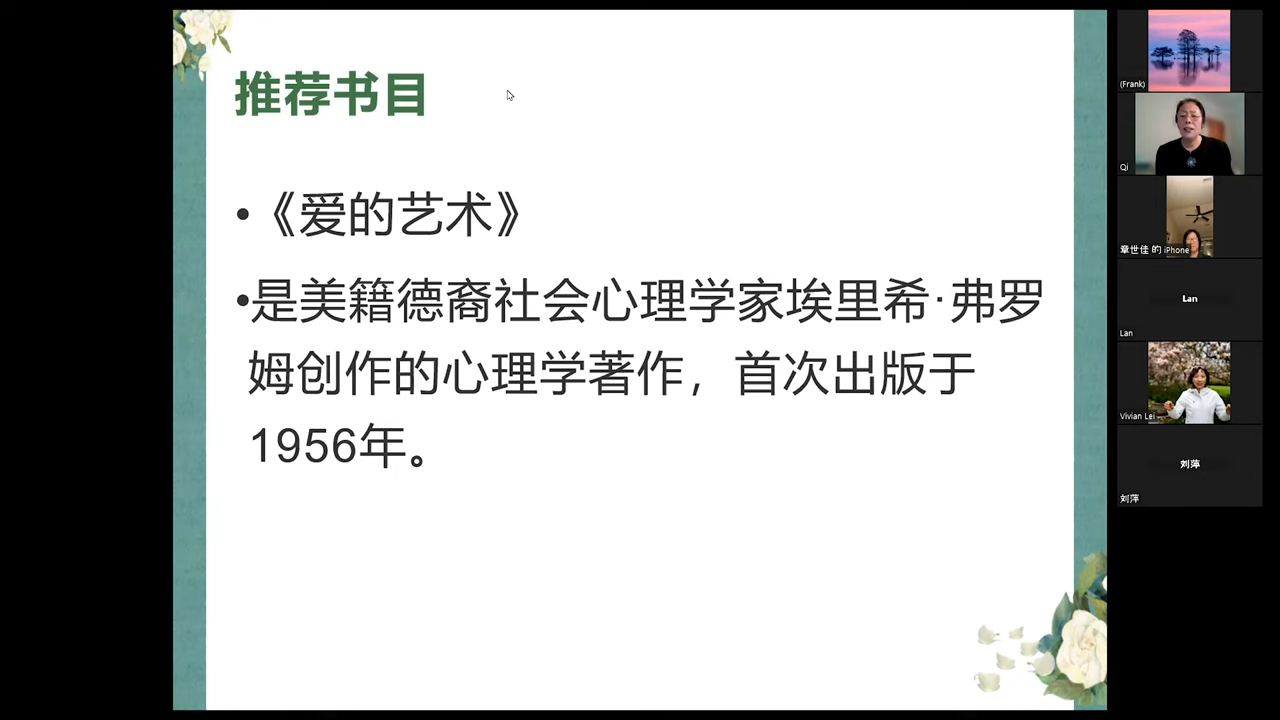 推荐书目
•《爱的艺术》
•是美籍德裔社会心理学家埃里希·弗罗
姆创作的心理学著作，首次出版于
1956年。
(Frank)
Qi
章世佳 的 iPhone
Lan
Lan
Vivian Lei
刘萍
刘萍